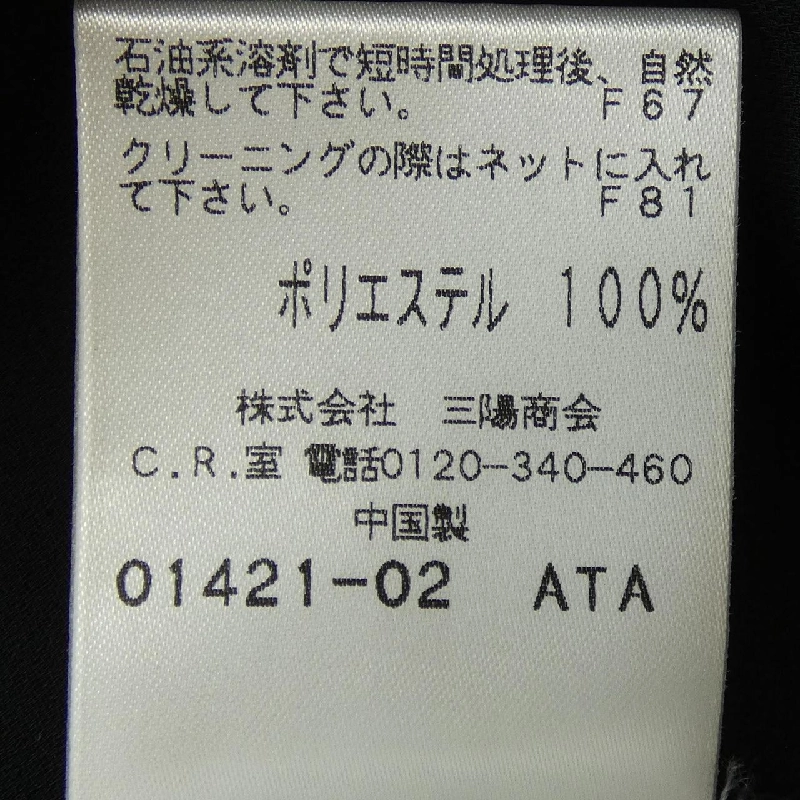 石油系溶剤で短時間処理後、自然
乾燥して下さい。 F67
クリーニングの際はネットに入れ
て下さい。 F81
ポリエステル 100%
株式会社 三陽商会
C.R.室 電話0120-340-460
中国製
01421-02 ATA